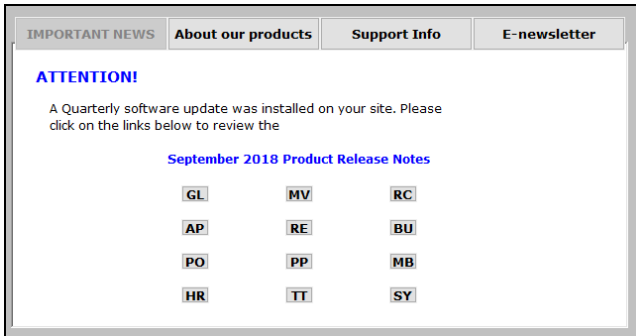 IMPORTANT NEWS About our products Support Info E-newsletter
ATTENTION!
A Quarterly software update was installed on your site. Please
click on the links below to review the
September 2018 Product Release Notes
GL MV RC
AP RE BU
PO PP MB
HR TT SY